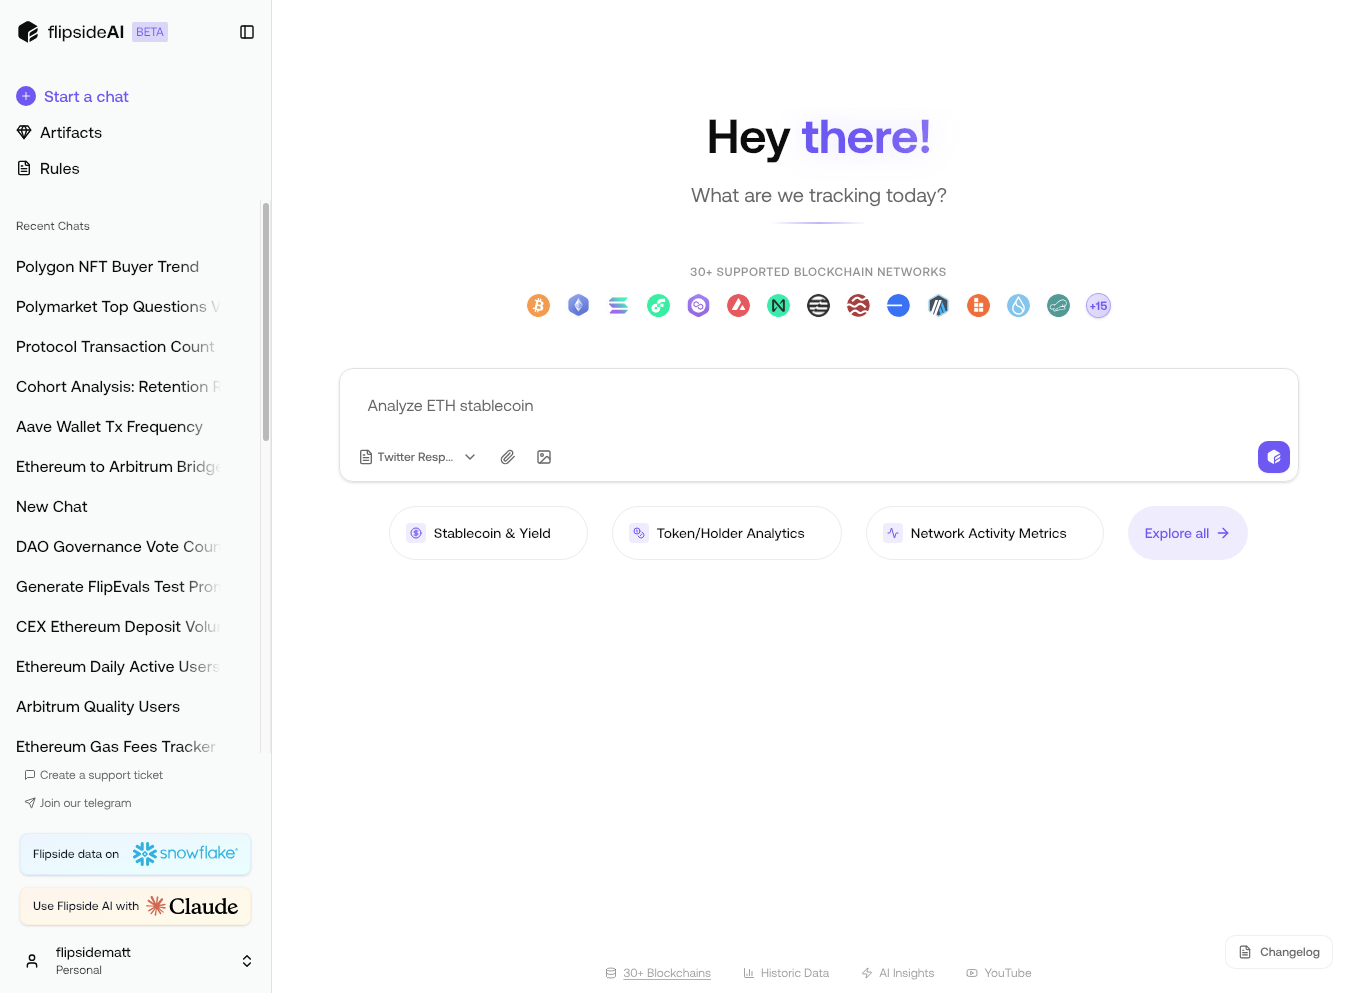 flipsideAI BETA
Start a chat
Artifacts
Rules
Recent Chats
Polygon NFT Buyer Trend
Polymarket Top Questions V
Protocol Transaction Count
Cohort Analysis: Retention R
Aave Wallet Tx Frequency
Ethereum to Arbitrum Bridge
New Chat
DAO Governance Vote Coun
Generate FlipEvals Test Pron
CEX Ethereum Deposit Volu
Ethereum Daily Active Users
Arbitrum Quality Users
Ethereum Gas Fees Tracker
Create a support ticket
Join our telegram
Flipside data on snowflake
Use Flipside AI with Claude
flipsidematt
Personal
Hey there!
What are we tracking today?
30+ SUPPORTED BLOCKCHAIN NETWORKS
+15
Analyze ETH stablecoin
Twitter Resp...
Stablecoin & Yield
Token/Holder Analytics
Network Activity Metrics
Explore all
Changelog
30+ Blockchains
Historic Data
AI Insights
YouTube